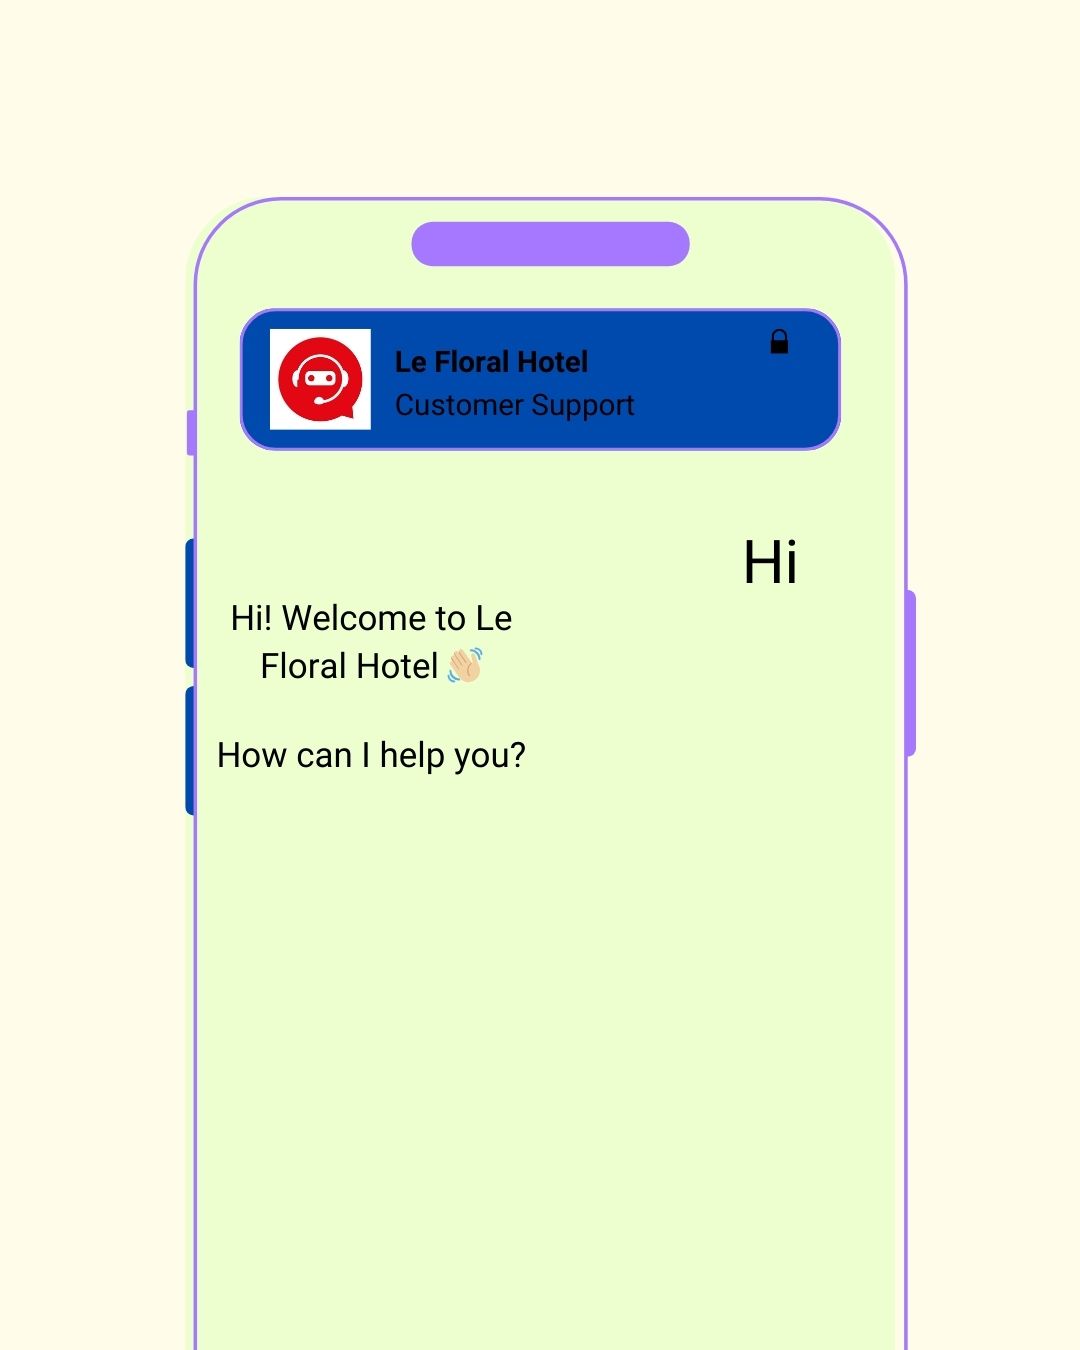 Le Floral Hotel
Customer Support
Hi
Hi! Welcome to Le
Floral Hotel 👋🏼
How can I help you?